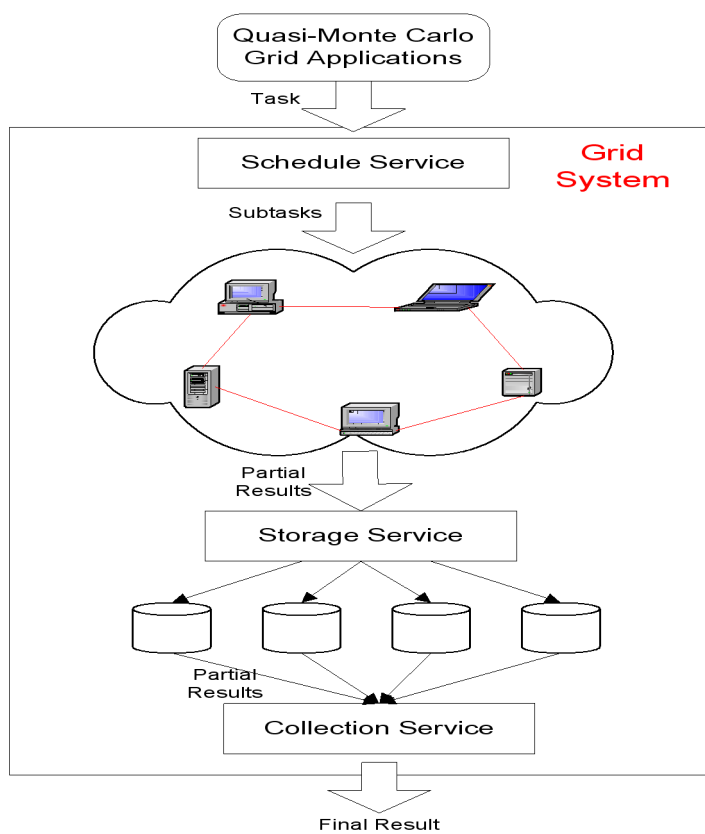 Quasi-Monte Carlo
Grid Applications
Task
Grid
System
Schedule Service
Subtasks
Partial
Results
Storage Service
Partial
Results
Collection Service
Final Result